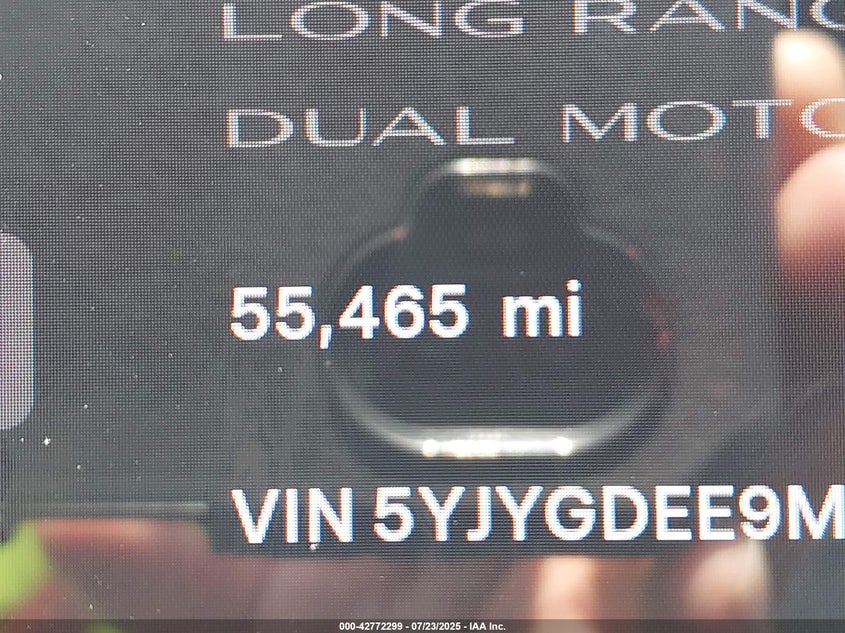 LONG RANG
DUAL MOTO
55,465 mi
VIN 5YJYGDEE9M
000-42772299 - 07/23/2025 - IAA Inc.